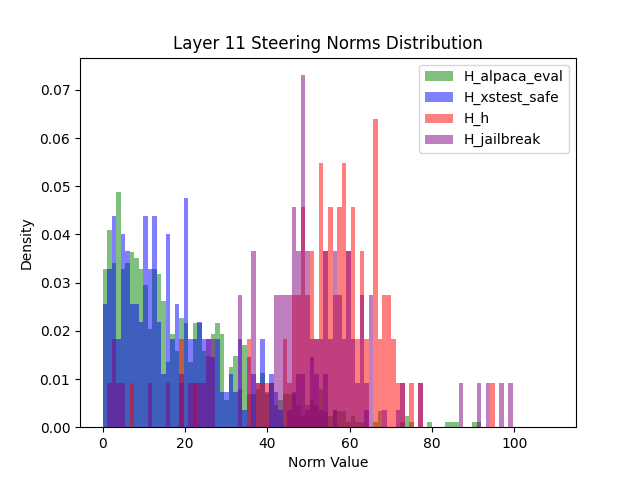 Layer 11 Steering Norms Distribution
H_alpaca_eval
H_xstest_safe
H_h
H_jailbreak
Density
0.07
0.06
0.05
0.04
0.03
0.02
0.01
0.00
0 20 40 60 80 100
Norm Value